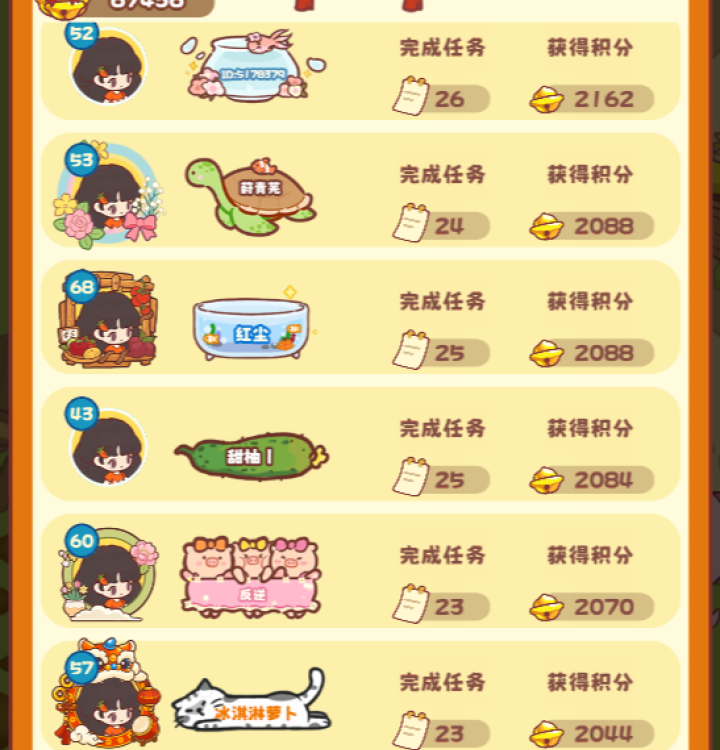 87458
52 ID:5178379 完成任务 获得积分
26 2162
53 蒔青芜 完成任务 获得积分
24 2088
68 红尘 完成任务 获得积分
25 2088
43 甜柚丨 完成任务 获得积分
25 2084
60 反逆 完成任务 获得积分
23 2070
57 冰淇淋萝卜 完成任务 获得积分
23 2044